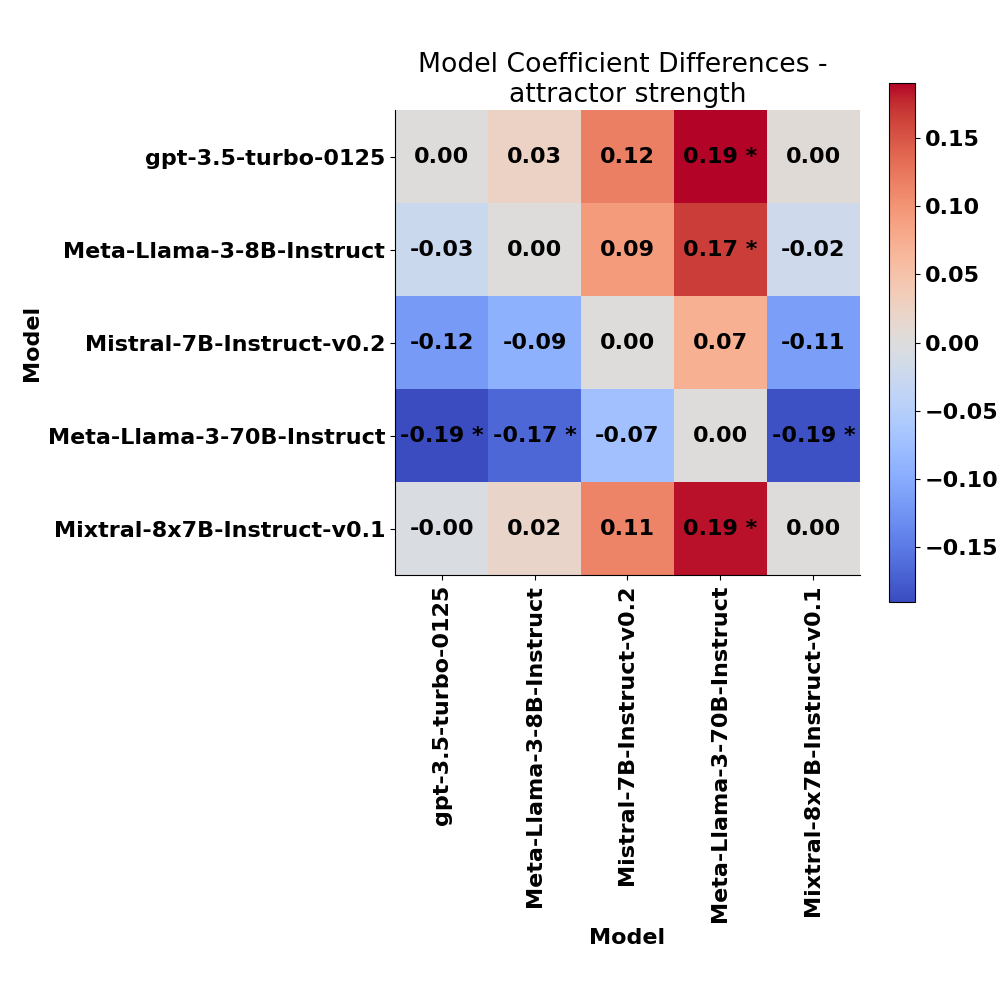 Model Coefficient Differences -
attractor strength
gpt-3.5-turbo-0125 0.00 0.03 0.12 0.19 * 0.00
Meta-Llama-3-8B-Instruct -0.03 0.00 0.09 0.17 * -0.02
Mistral-7B-Instruct-v0.2 -0.12 -0.09 0.00 0.07 -0.11
Meta-Llama-3-70B-Instruct -0.19 * -0.17 * -0.07 0.00 -0.19 *
Mixtral-8x7B-Instruct-v0.1 -0.00 0.02 0.11 0.19 * 0.00
Model
gpt-3.5-turbo-0125
Meta-Llama-3-8B-Instruct
Mistral-7B-Instruct-v0.2
Meta-Llama-3-70B-Instruct
Mixtral-8x7B-Instruct-v0.1
Model
0.15
0.10
0.05
0.00
−0.05
−0.10
−0.15